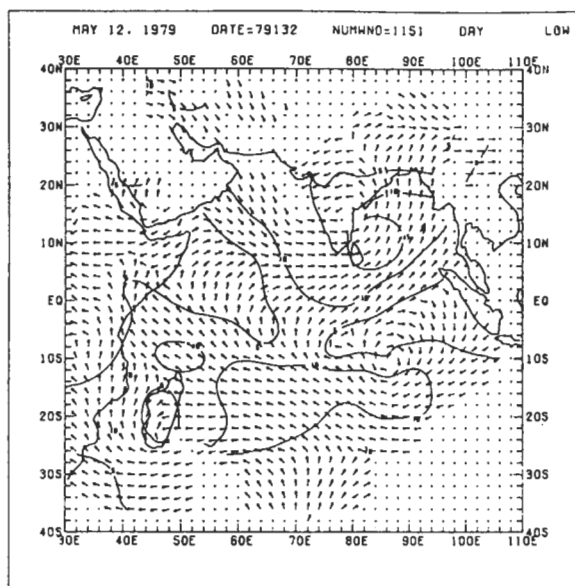 MAY 12, 1979 DATE=79132 NUMWND=1151 DAY LOW
30E 40E 50E 60E 70E 80E 90E 100E 110E
40N 40N
30N 30N
20N 20N
10N 10N
EQ EQ
10S 10S
20S 20S
30S 30S
40S 40S
30E 40E 50E 60E 70E 80E 90E 100E 110E